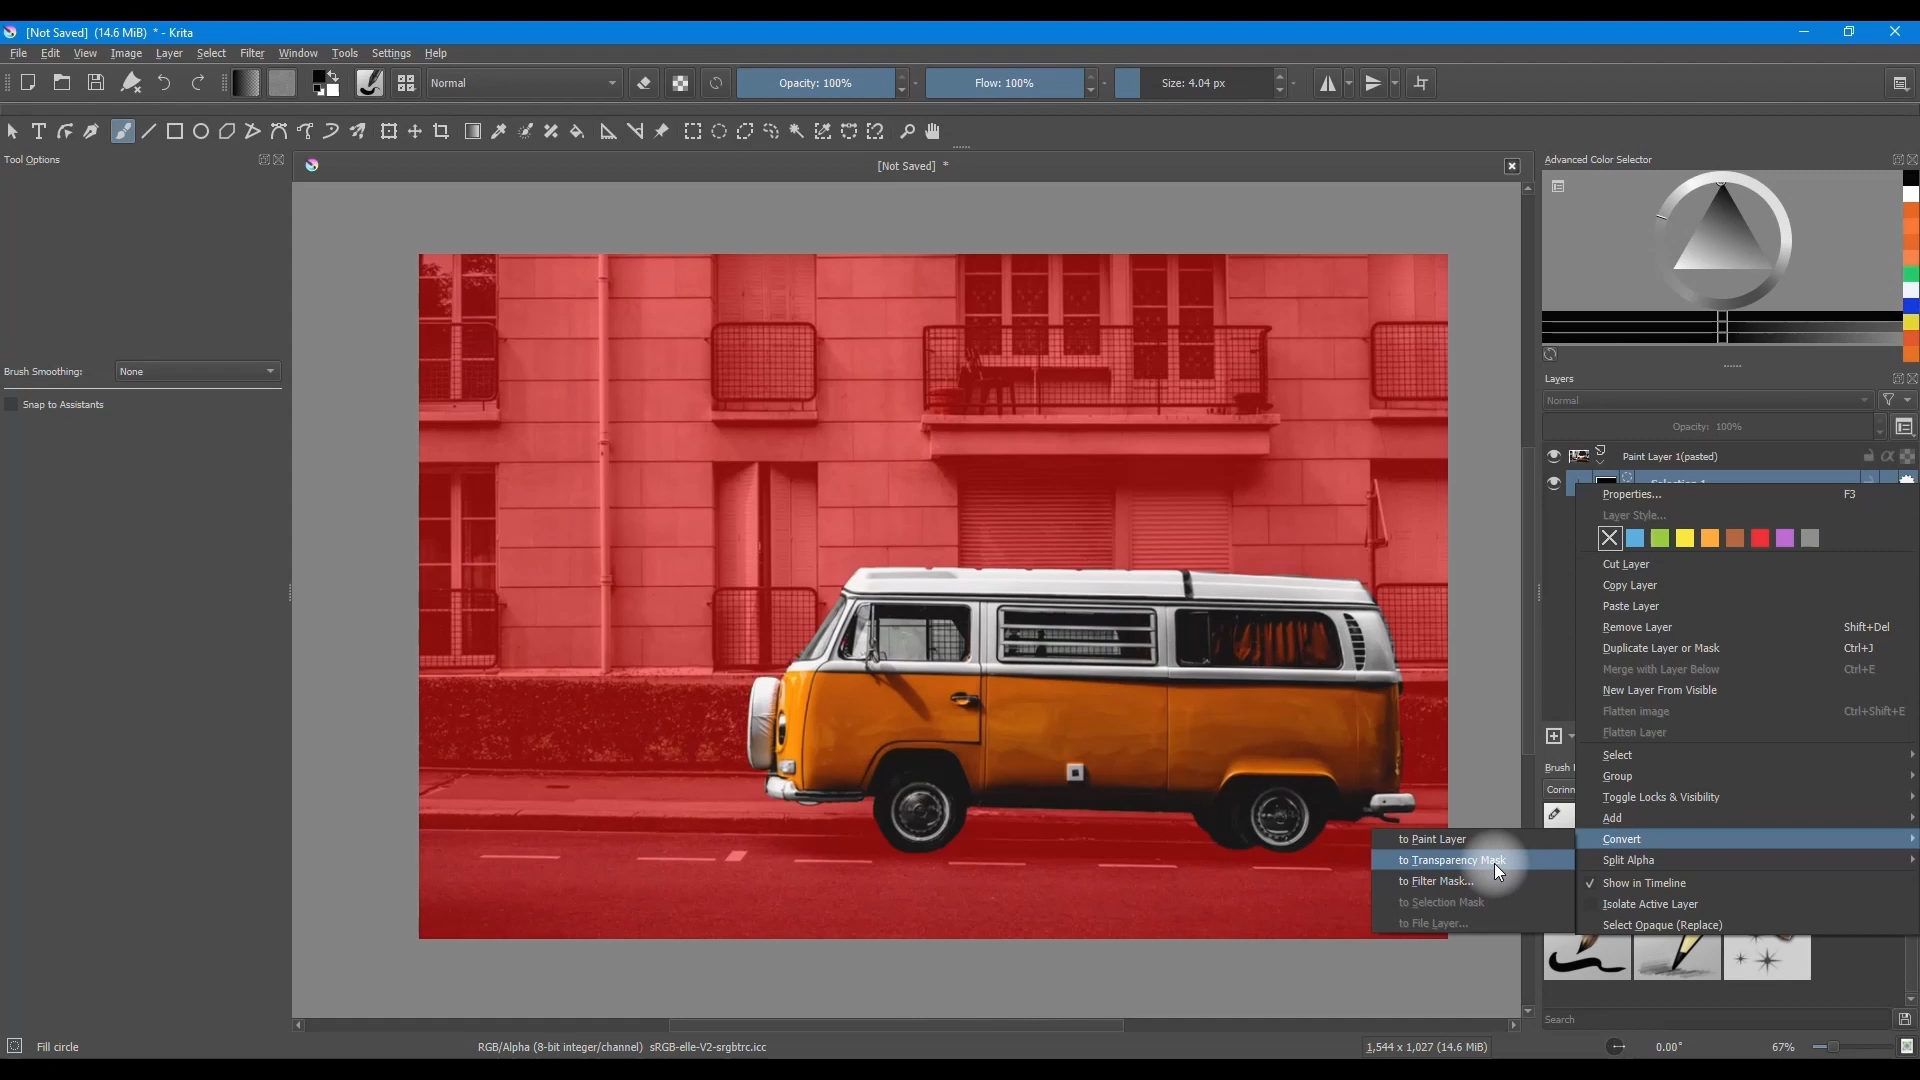 [Not Saved] (14.6 MiB) * - Krita
File Edit View Image Layer Select Filter Window Tools Settings Help
Normal Opacity: 100% Flow: 100% Size: 4.04 px
Tool Options
[Not Saved] *
Advanced Color Selector
Brush Smoothing: None
Snap to Assistants
Layers
Normal
Opacity: 100%
Paint Layer 1(pasted)
Selection 1
Properties... F3
Layer Style...
Cut Layer
Copy Layer
Paste Layer
Remove Layer Shift+Del
Duplicate Layer or Mask Ctrl+J
Merge with Layer Below Ctrl+E
New Layer From Visible
Flatten image Ctrl+Shift+E
Flatten Layer
Select
Group
Toggle Locks & Visibility
Add
Convert
Split Alpha
Show in Timeline
Isolate Active Layer
Select Opaque (Replace)
Brush
Corinn
to Paint Layer
to Transparency Mask
to Filter Mask...
to Selection Mask
to File Layer...
Search
Fill circle
RGB/Alpha (8-bit integer/channel) sRGB-elle-V2-srgbtrc.icc
1,544 x 1,027 (14.6 MiB)
0.00°
67%